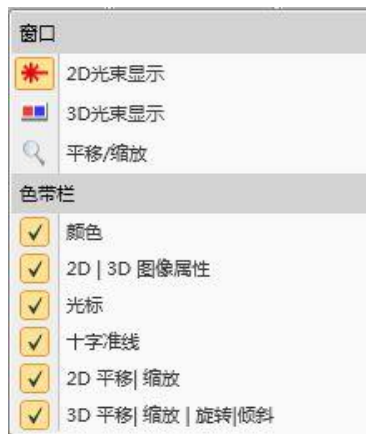 窗口
2D光束显示
3D光束显示
平移/缩放
色带栏
颜色
2D | 3D 图像属性
光标
十字准线
2D 平移| 缩放
3D 平移| 缩放 | 旋转|倾斜